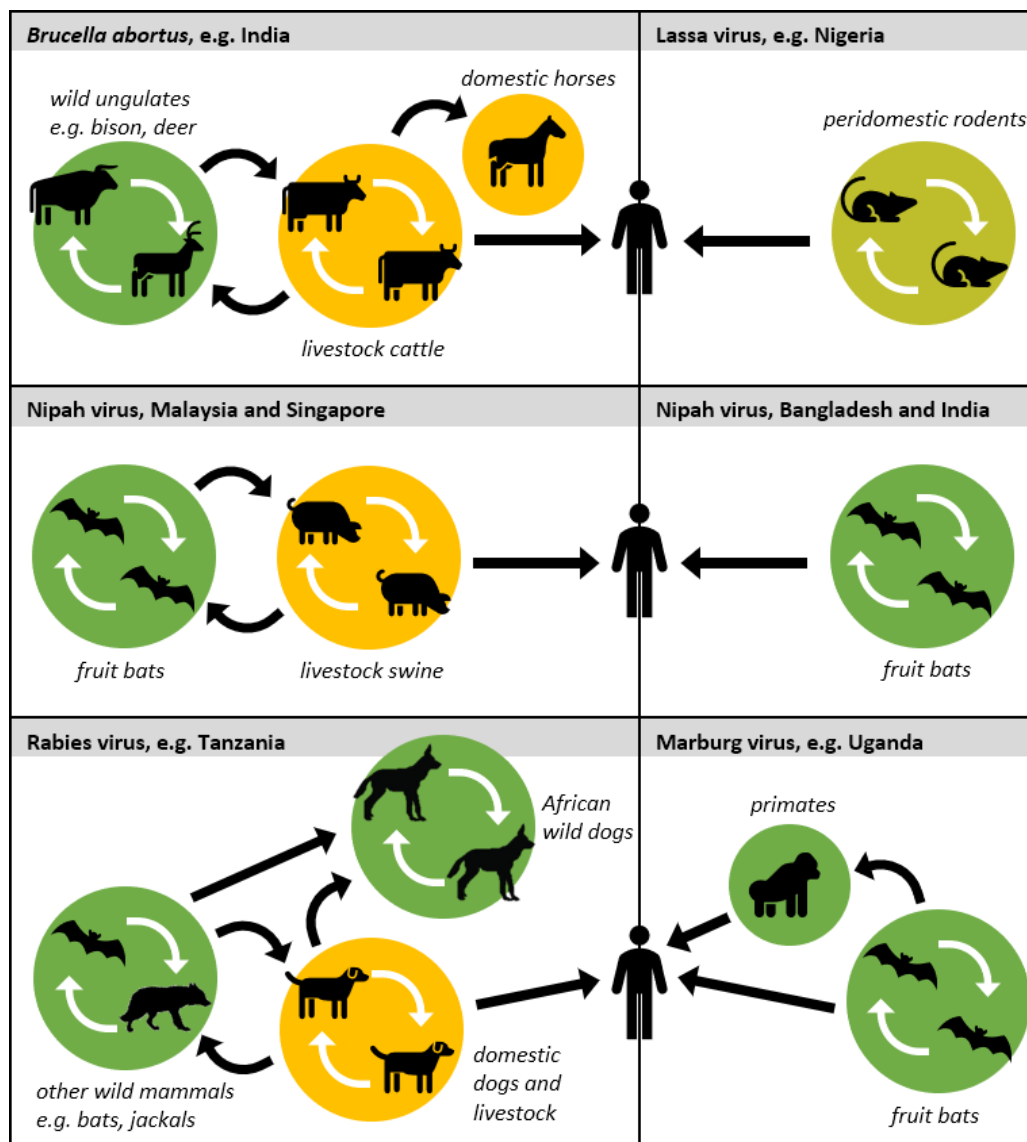 Brucella abortus, e.g. India
wild ungulates
e.g. bison, deer
domestic horses
livestock cattle
Lassa virus, e.g. Nigeria
peridomestic rodents
Nipah virus, Malaysia and Singapore
fruit bats
livestock swine
Nipah virus, Bangladesh and India
fruit bats
Rabies virus, e.g. Tanzania
African
wild dogs
other wild mammals
e.g. bats, jackals
domestic
dogs and
livestock
Marburg virus, e.g. Uganda
primates
fruit bats